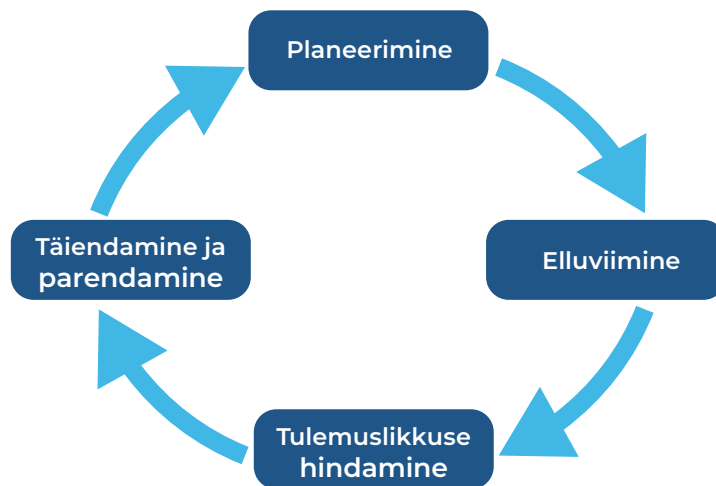 Planeerimine
Elluviimine
Tulemuslikkuse
hindamine
Täiendamine ja
parendamine